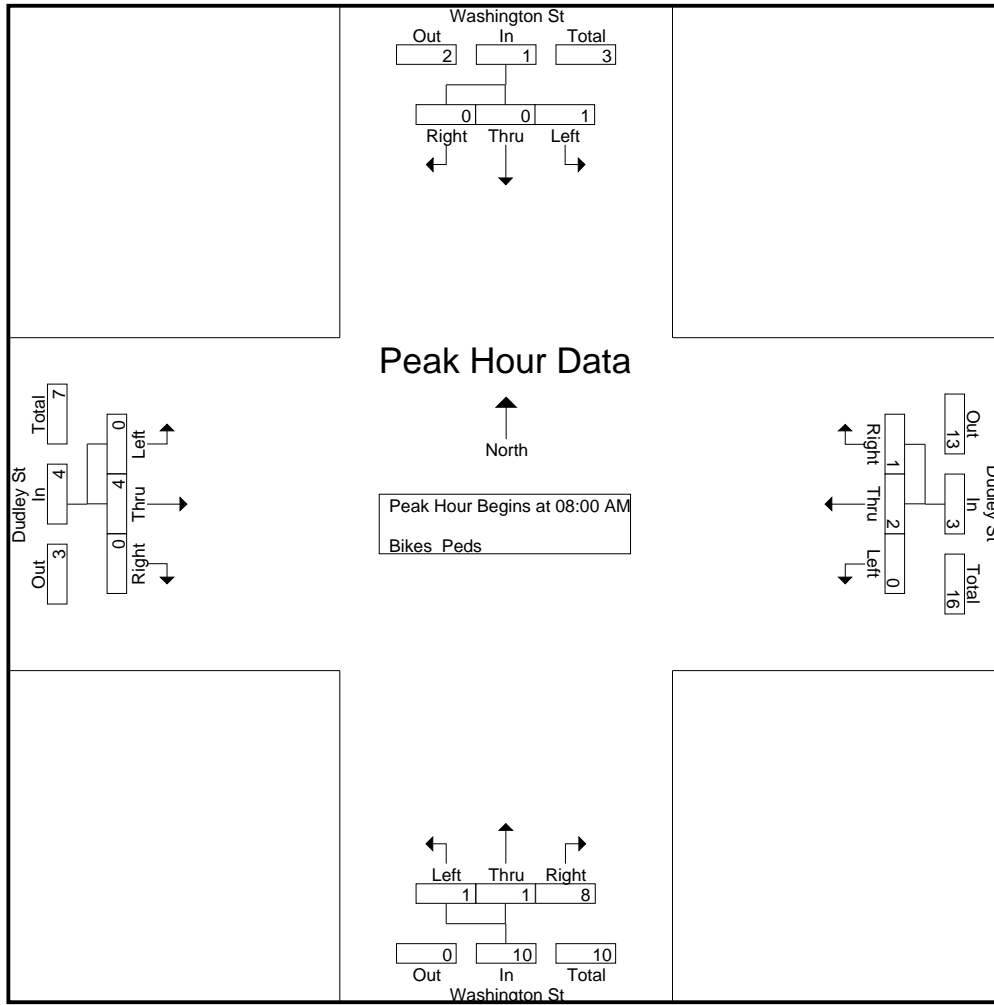 Washington St
Out In Total
2 1 3
0 0 1
Right Thru Left
Peak Hour Data
North
Peak Hour Begins at 08:00 AM
Bikes Peds
Dudley St
Out In Total
3 4 7
0 4 0
Right Thru Left
Dudley St
Out In Total
13 3 16
1 2 0
Right Thru Left
Left Thru Right
1 1 8
0 10 10
Out In Total
Washington St